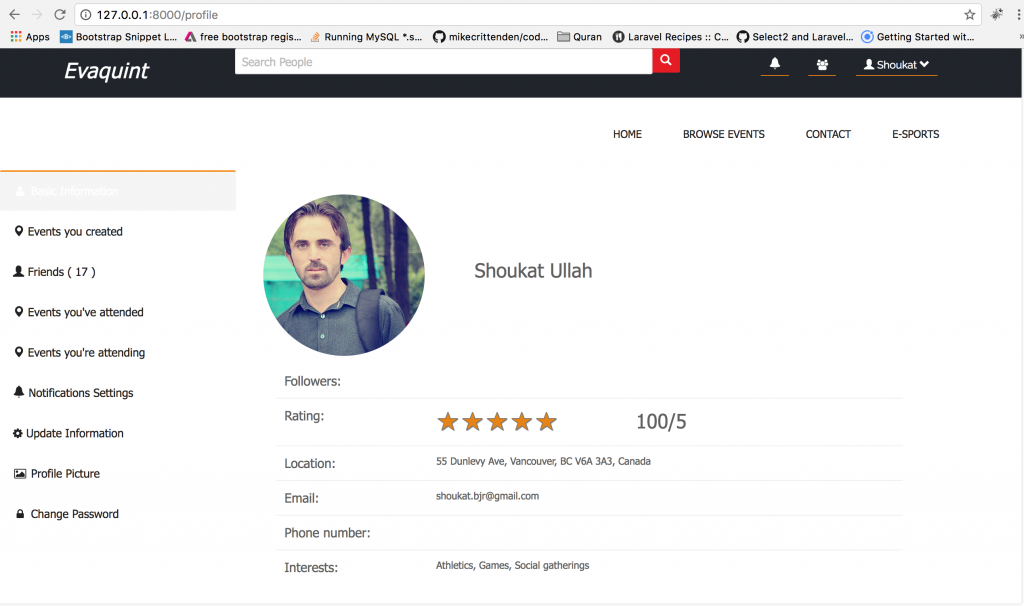 127.0.0.1:8000/profile
Apps Bootstrap Snippet L... free bootstrap regis... Running MySQL *.s... mikecrittenden/cod... Quran Laravel Recipes :: C... Select2 and Laravel... Getting Started wit... »
Evaquint Search People Shoukat
HOME BROWSE EVENTS CONTACT E-SPORTS
Basic Information
Events you created
Friends ( 17 )
Events you've attended
Events you're attending
Notifications Settings
Update Information
Profile Picture
Change Password
Shoukat Ullah
Followers:
Rating: 100/5
Location: 55 Dunlevy Ave, Vancouver, BC V6A 3A3, Canada
Email: shoukat.bjr@gmail.com
Phone number:
Interests: Athletics, Games, Social gatherings